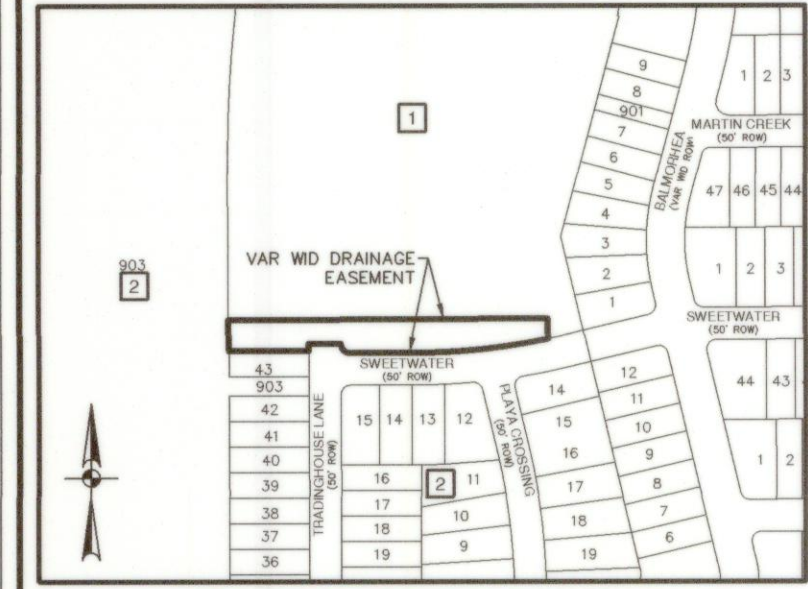 1
9
8
901
7
6
5
4
3
2
1
BALMORHEA
(VAR WID ROW)
1 2 3
MARTIN CREEK
(50' ROW)
47 46 45 44
1 2 3
SWEETWATER
(50' ROW)
903
2
VAR WID DRAINAGE
EASEMENT
43
903
42
41
40
39
38
37
36
TRADINGHOUSE LANE
(50' ROW)
SWEETWATER
(50' ROW)
15 14 13 12
16
17
18
19
2
11
10
9
PLAYA CROSSING
(50' ROW)
14
15
16
17
18
19
12
11
10
9
8
7
6
44 43
1 2